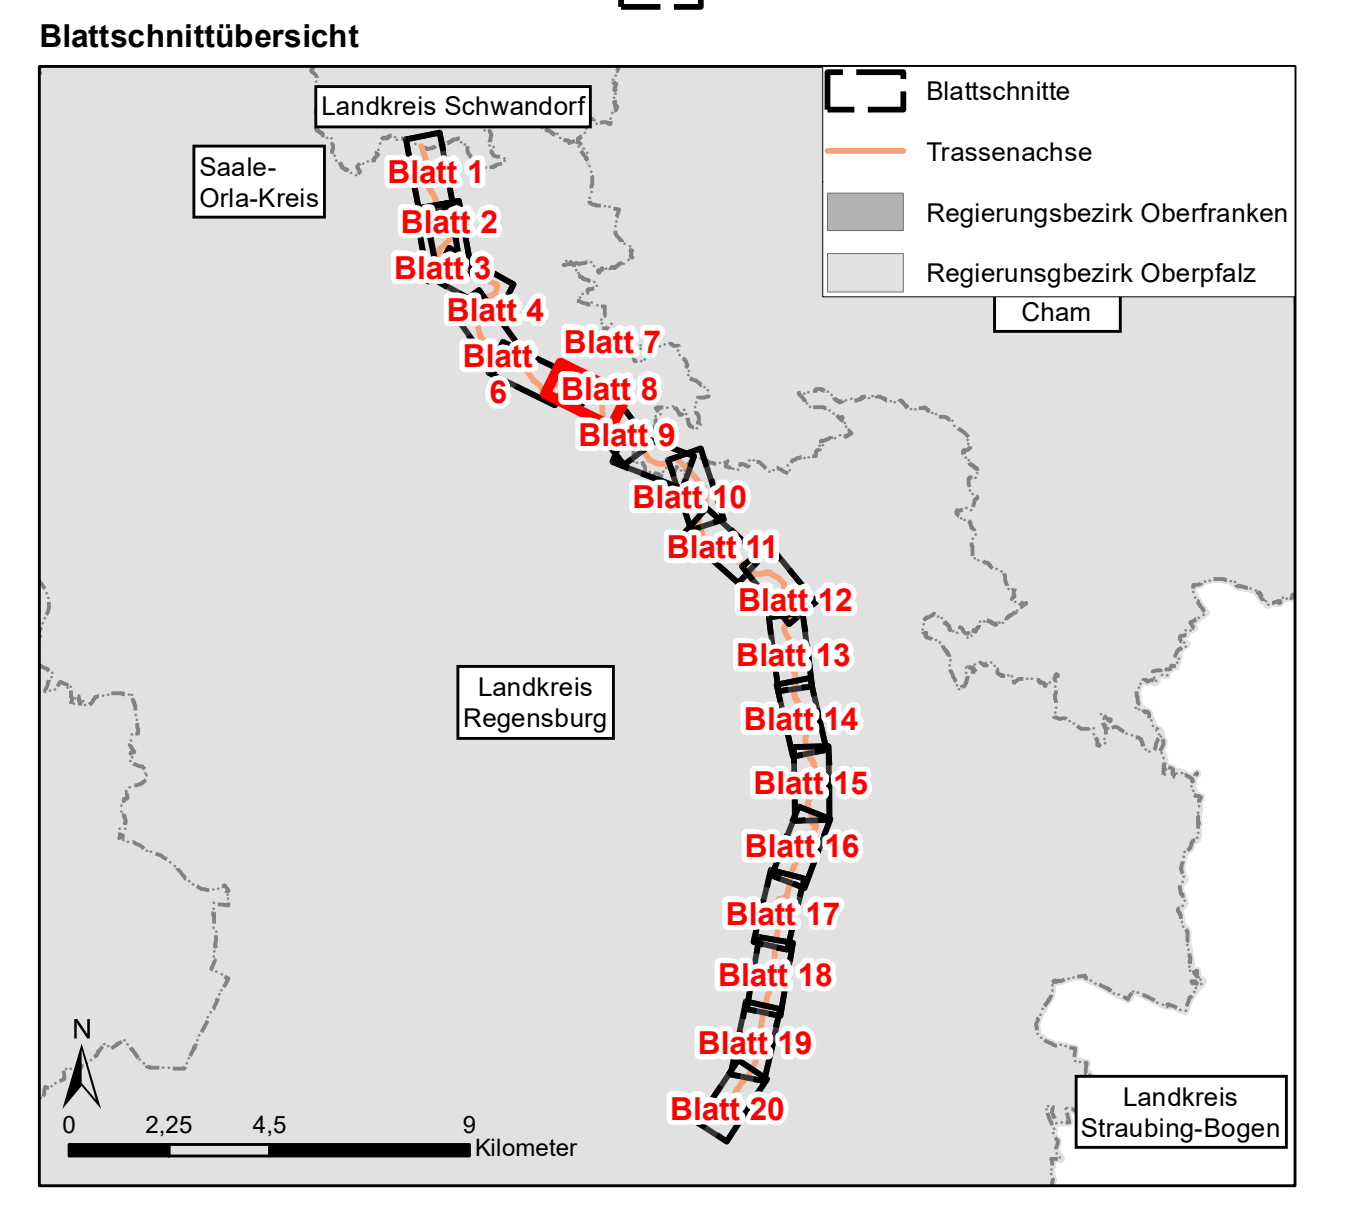 Blattschnittübersicht
Landkreis Schwandorf
Saale-
Orla-Kreis
Blattschnitte
Trassenachse
Regierungsbezirk Oberfranken
Regierunsgbezirk Oberpfalz
Cham
Blatt 1
Blatt 2
Blatt 3
Blatt 4
Blatt
6
Blatt 7
Blatt 8
Blatt 9
Blatt 10
Blatt 11
Blatt 12
Blatt 13
Landkreis
Regensburg
Blatt 14
Blatt 15
Blatt 16
Blatt 17
Blatt 18
Blatt 19
Blatt 20
N
0 2,25 4,5 9
Kilometer
Landkreis
Straubing-Bogen